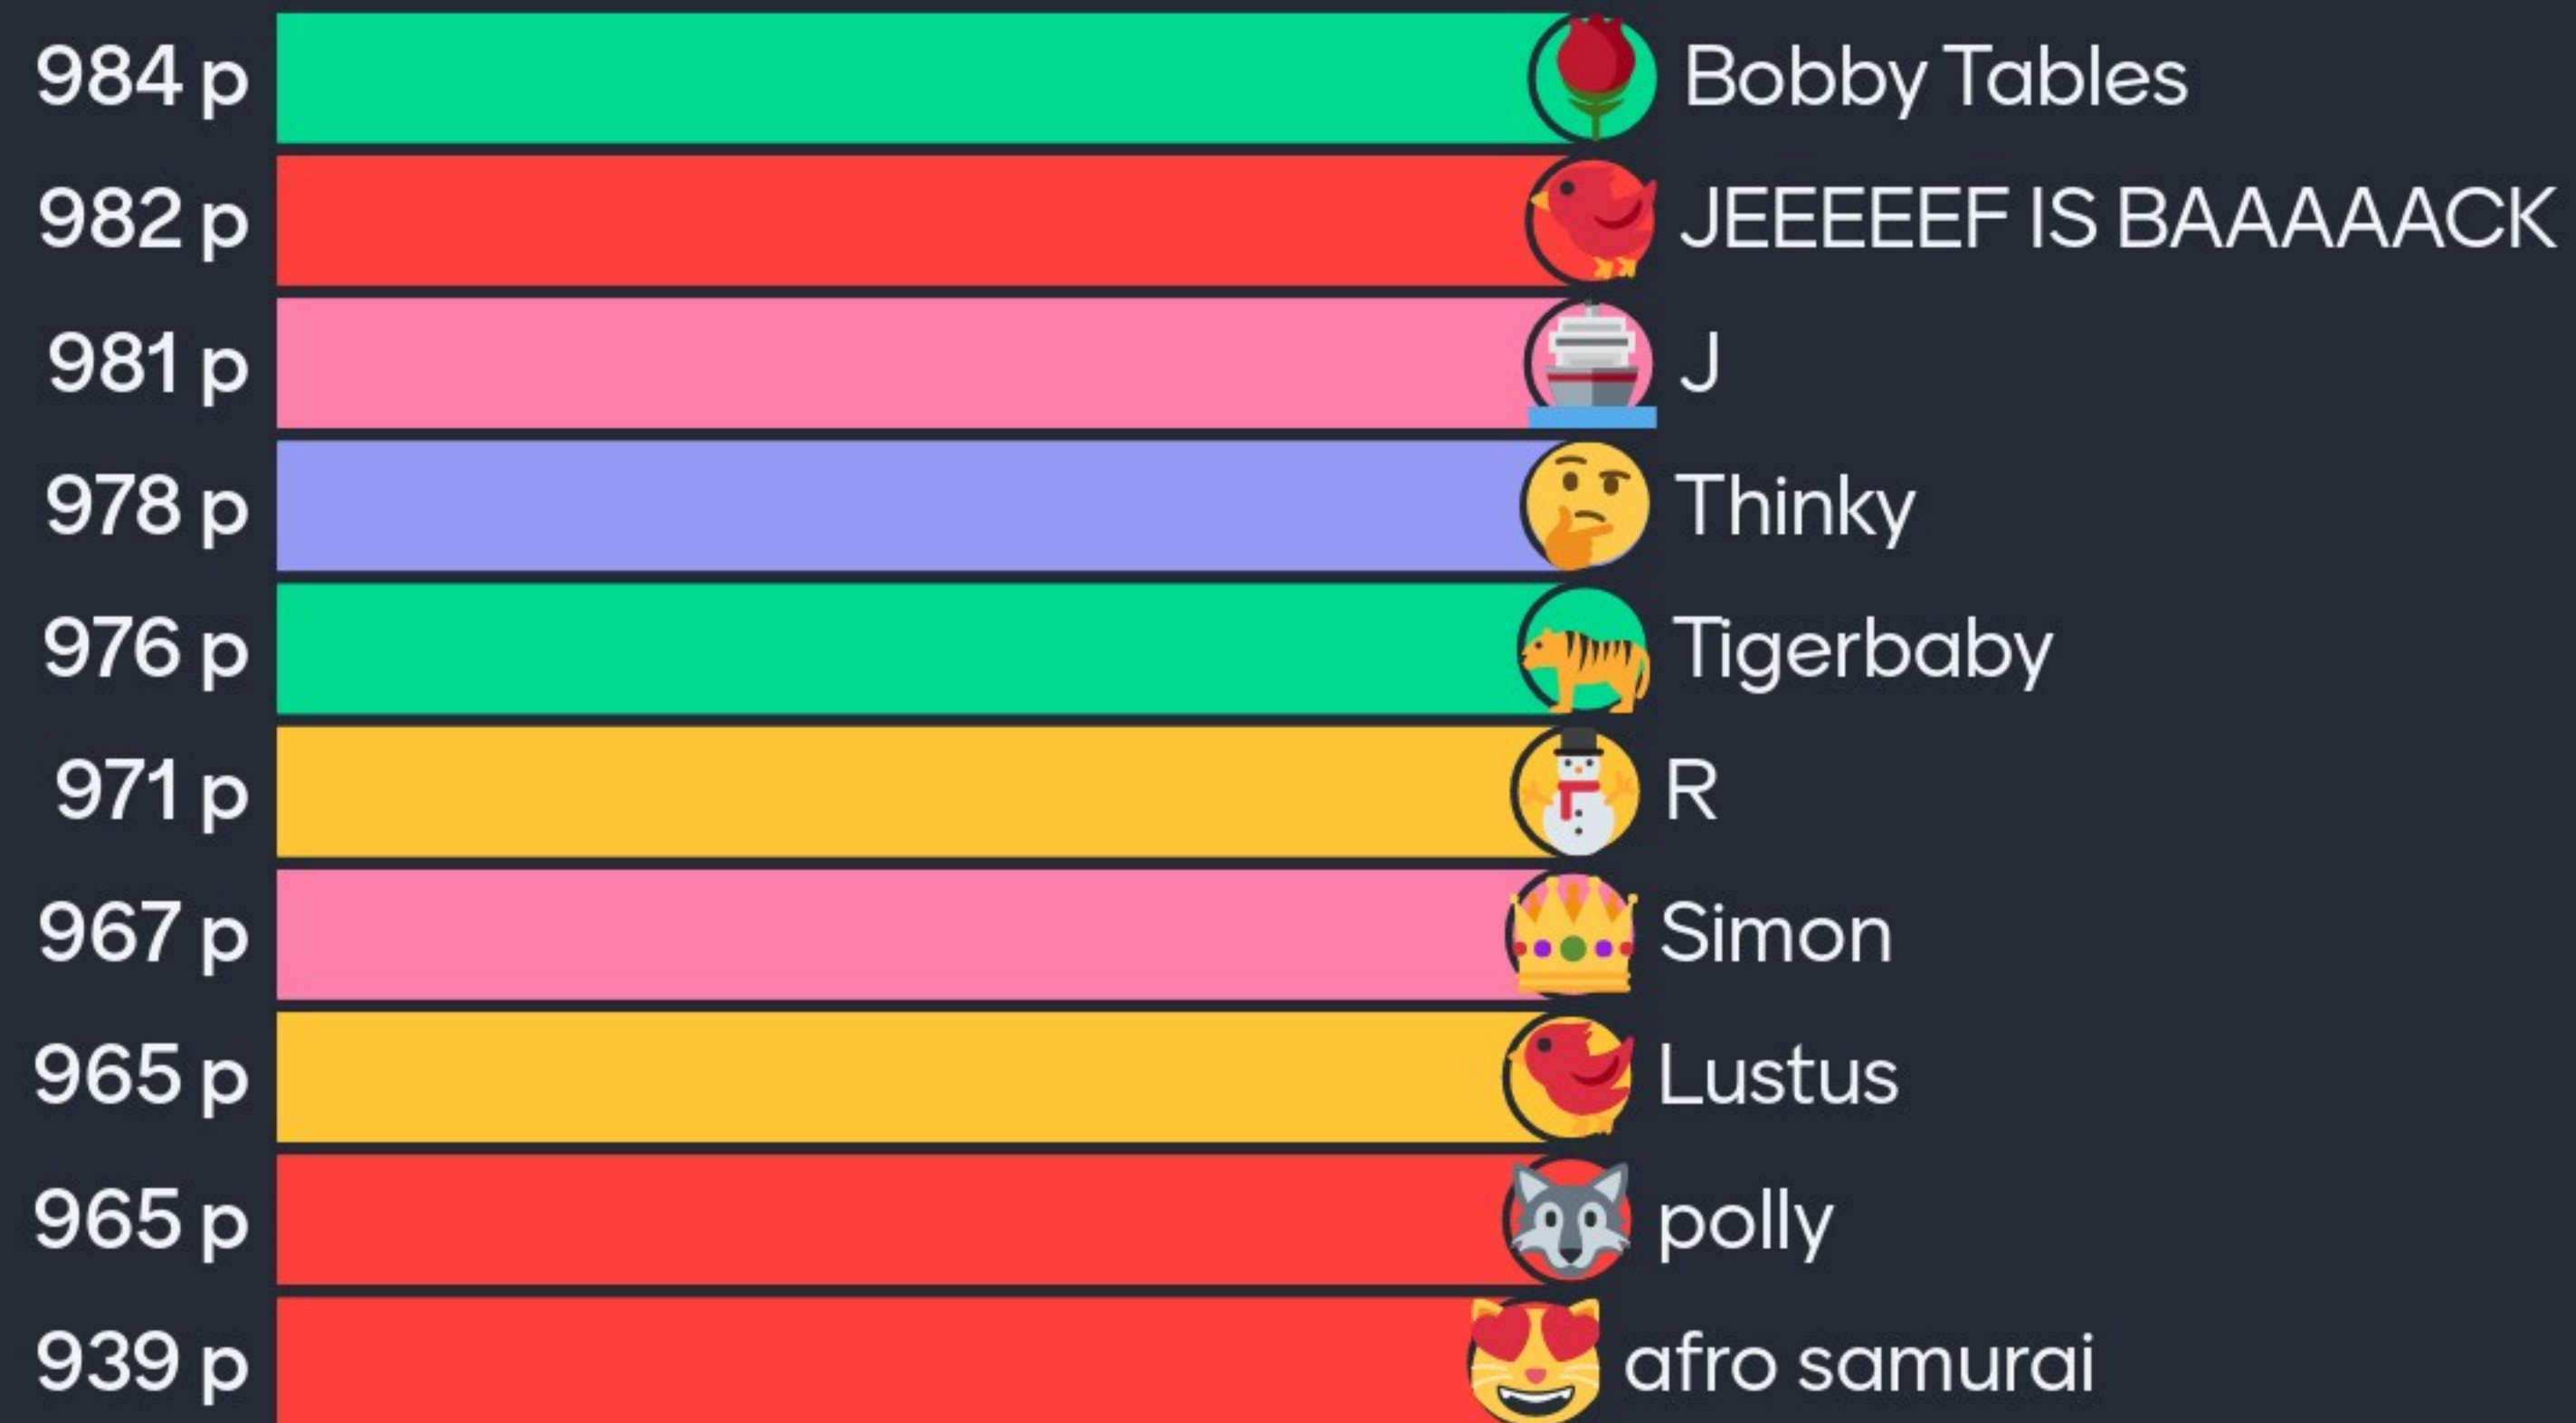 984 p Bobby Tables
982 p JEEEEEF IS BAAAAACK
981 p J
978 p Thinky
976 p Tigerbaby
971 p R
967 p Simon
965 p Lustus
965 p polly
939 p afro samurai